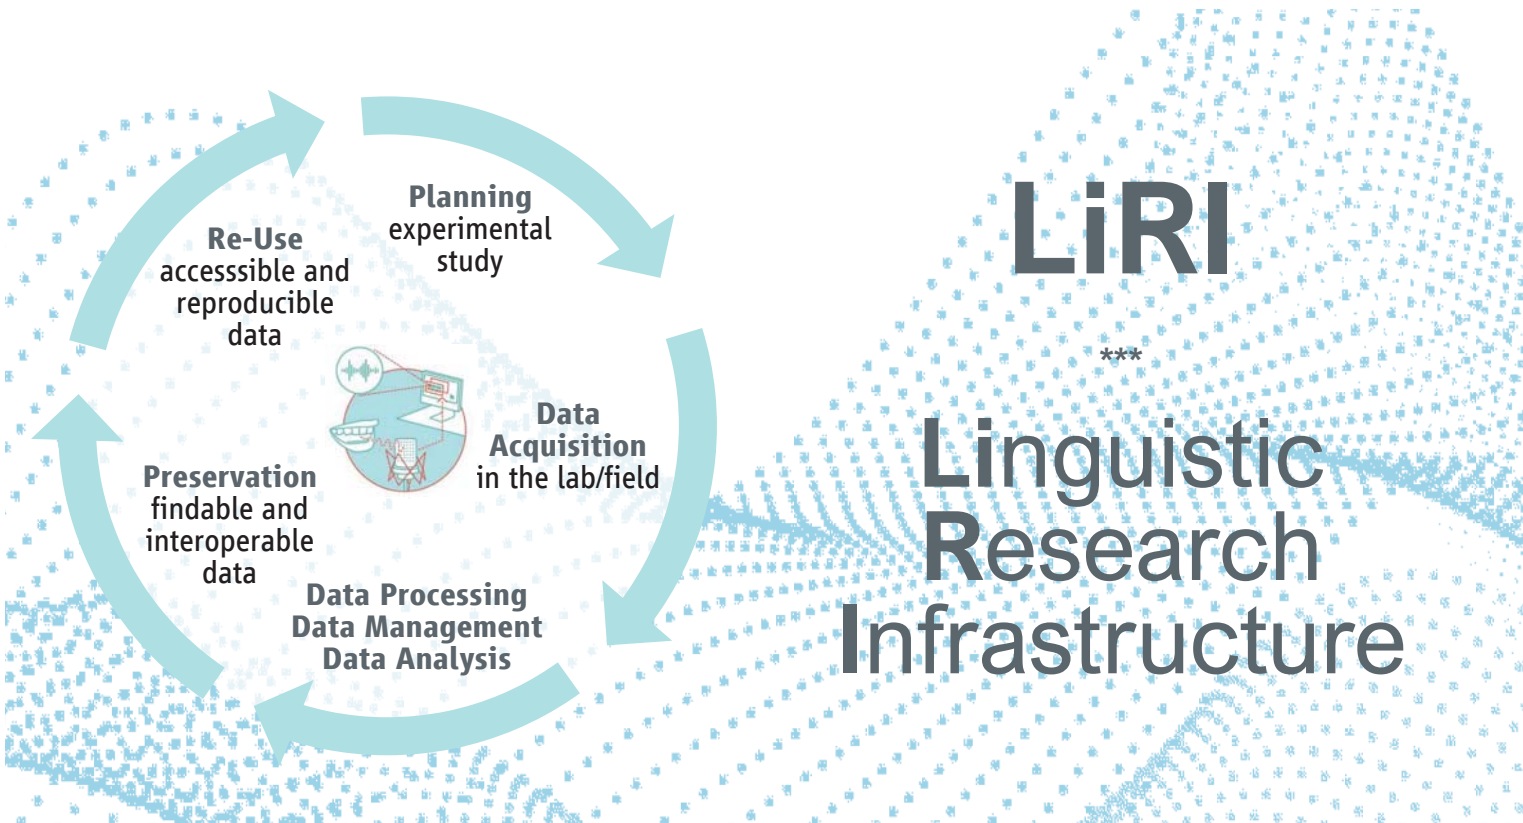 Planning
experimental
study
Data
Acquisition
in the lab/field
Data Processing
Data Management
Data Analysis
Preservation
findable and
interoperable
data
Re-Use
accesssible and
reproducible
data
LiRI
***
Linguistic
Research
Infrastructure